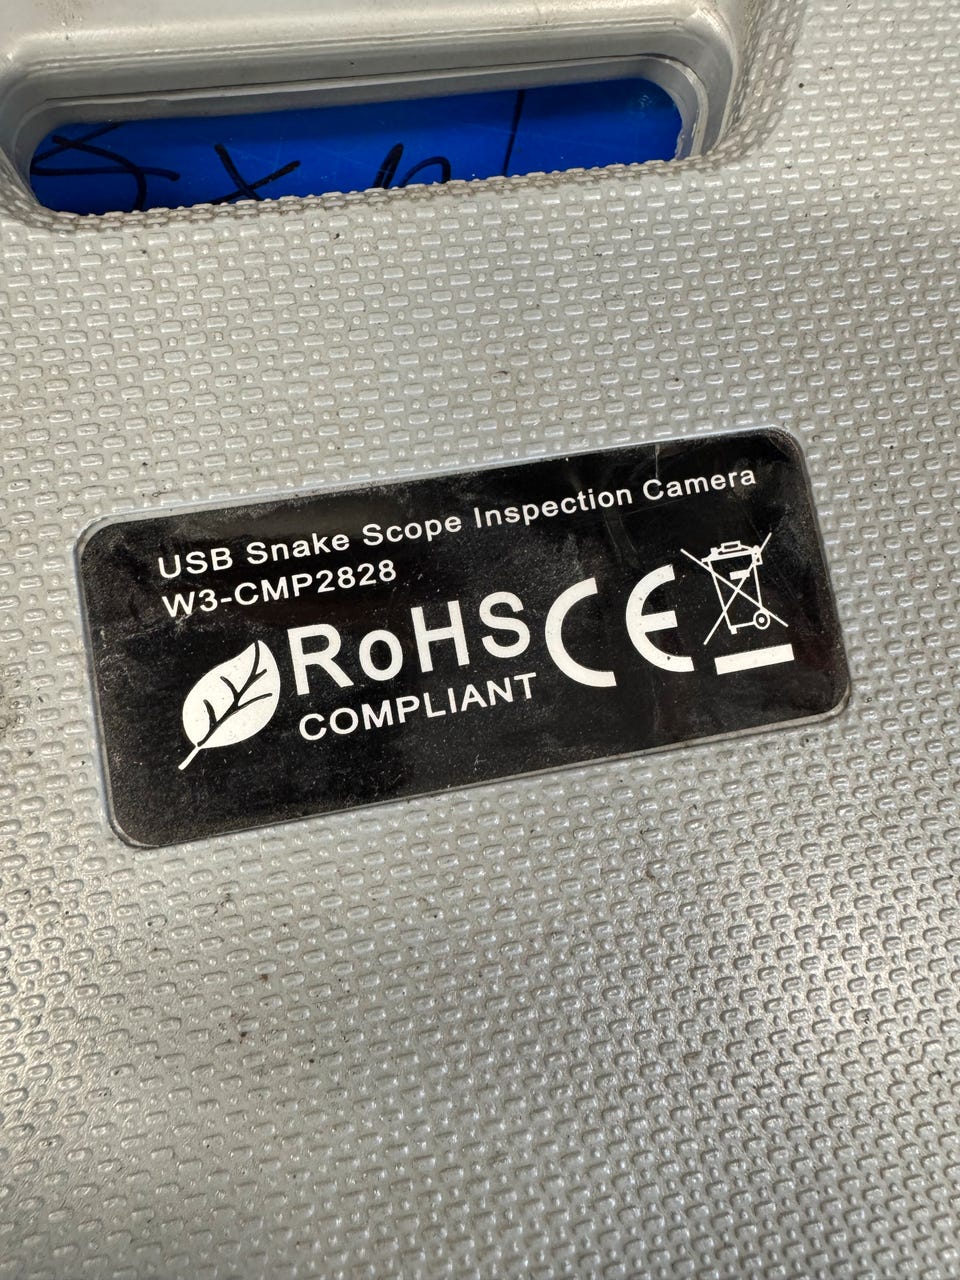 USB Snake Scope Inspection Camera
W3-CMP2828
RoHS CE
COMPLIANT